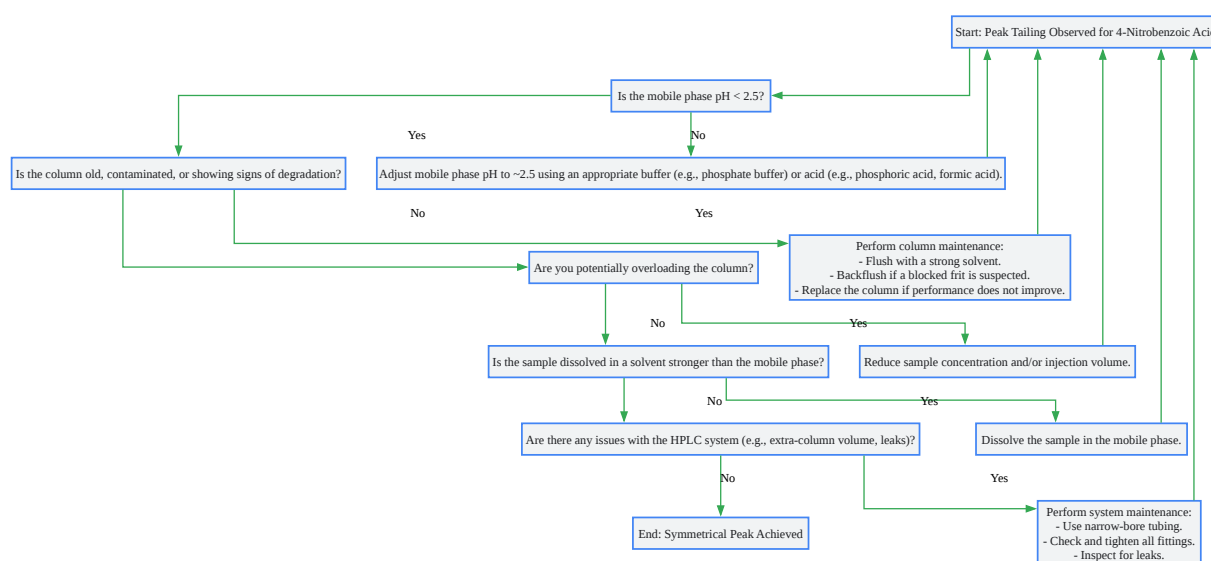 Start: Peak Tailing Observed for 4-Nitrobenzoic Acid
Is the mobile phase pH < 2.5?
Yes
No
Is the column old, contaminated, or showing signs of degradation?
Adjust mobile phase pH to ~2.5 using an appropriate buffer (e.g., phosphate buffer) or acid (e.g., phosphoric acid, formic acid).
No
Yes
Perform column maintenance:
- Flush with a strong solvent.
- Backflush if a blocked frit is suspected.
- Replace the column if performance does not improve.
Are you potentially overloading the column?
No
Yes
Is the sample dissolved in a solvent stronger than the mobile phase?
Reduce sample concentration and/or injection volume.
No
Yes
Are there any issues with the HPLC system (e.g., extra-column volume, leaks)?
Dissolve the sample in the mobile phase.
No
Yes
End: Symmetrical Peak Achieved
Perform system maintenance:
- Use narrow-bore tubing.
- Check and tighten all fittings.
- Inspect for leaks.